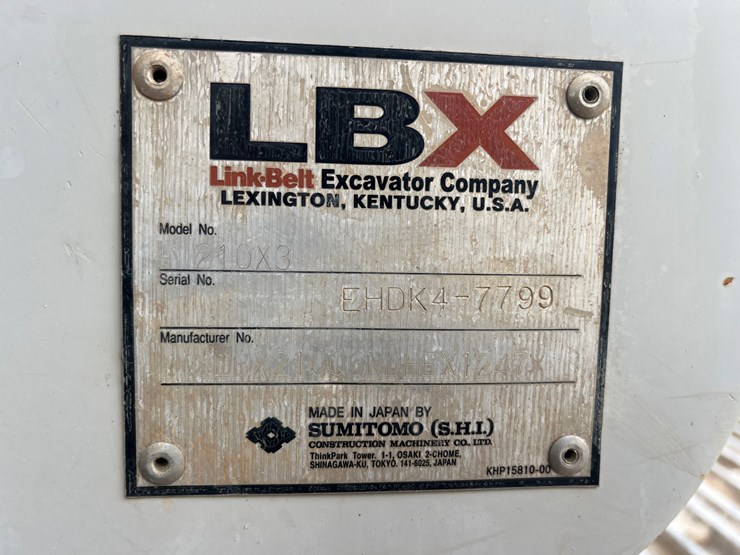 LBX
Link-Belt Excavator Company
LEXINGTON, KENTUCKY, U.S.A.
Model No.
210X3
Serial No.
EHDK4-7799
Manufacturer No.
MADE IN JAPAN BY
SUMITOMO (S.H.I.)
CONSTRUCTION MACHINERY CO., LTD.
ThinkPark Tower. 1-1, OSAKI 2-CHOME,
SHINAGAWA-KU, TOKYO. 141-6025, JAPAN
KHP15810-00